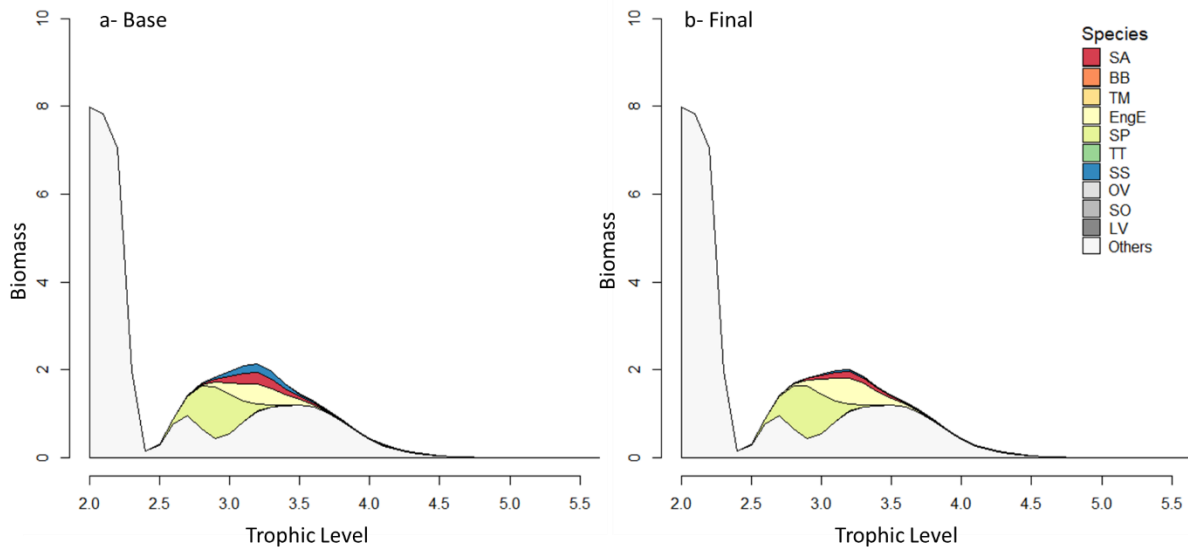 a- Base
10
8
6
4
2
0
Biomass
2.0 2.5 3.0 3.5 4.0 4.5 5.0 5.5
Trophic Level
b- Final
10
8
6
4
2
0
Biomass
2.0 2.5 3.0 3.5 4.0 4.5 5.0 5.5
Trophic Level
Species
SA
BB
TM
EngE
SP
TT
SS
OV
SO
LV
Others